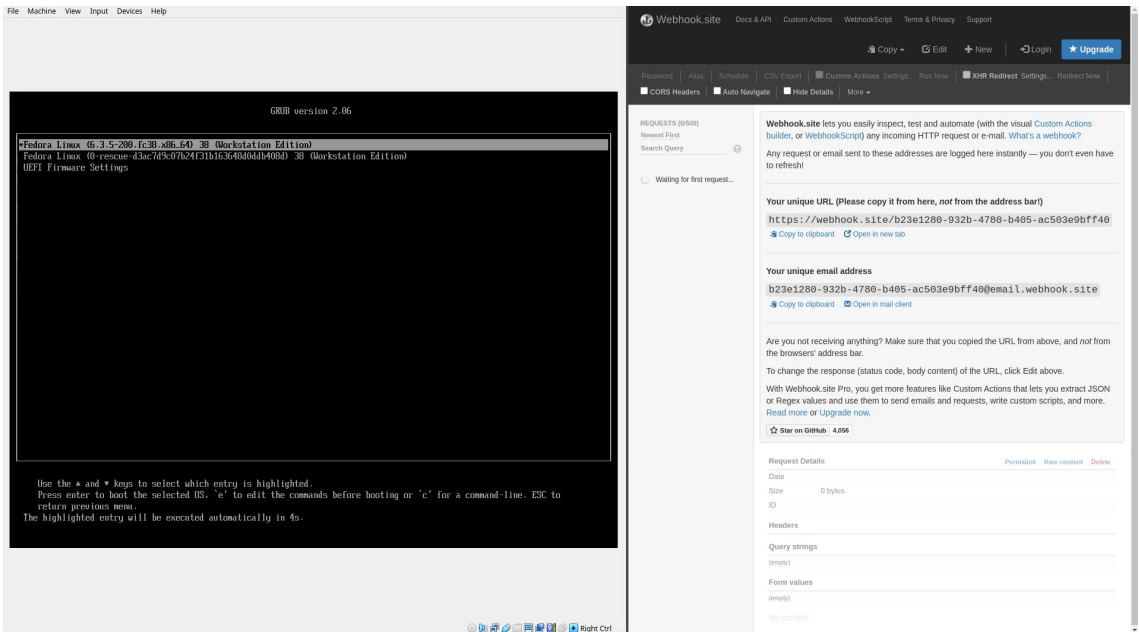 File Machine View Input Devices Help
GRUB version 2.06
*Fedora Linux (6.3.5-200.fc38.x86_64) 38 (Workstation Edition)
Fedora Linux (0-rescue-d3ac7d9c07b24f31b163648d0ddb408d) 38 (Workstation Edition)
UEFI Firmware Settings
Use the ▲ and ▼ keys to select which entry is highlighted.
Press enter to boot the selected OS, `e' to edit the commands before booting or `c' for a command-line. ESC to
return previous menu.
The highlighted entry will be executed automatically in 4s.
Right Ctrl
Webhook.site Docs & API Custom Actions WebhookScript Terms & Privacy Support
Copy Edit New Login Upgrade
Password Alias Schedule CSV Export Custom Actions Settings... Run Now XHR Redirect Settings... Redirect Now
CORS Headers Auto Navigate Hide Details More
REQUESTS (0/500)
Newest First
Search Query
Waiting for first request...
Webhook.site lets you easily inspect, test and automate (with the visual Custom Actions
builder, or WebhookScript) any incoming HTTP request or e-mail. What's a webhook?
Any request or email sent to these addresses are logged here instantly — you don't even have
to refresh!
Your unique URL (Please copy it from here, not from the address bar!)
https://webhook.site/b23e1280-932b-4780-b405-ac503e9bff40
Copy to clipboard Open in new tab
Your unique email address
b23e1280-932b-4780-b405-ac503e9bff40@email.webhook.site
Copy to clipboard Open in mail client
Are you not receiving anything? Make sure that you copied the URL from above, and not from
the browsers' address bar.
To change the response (status code, body content) of the URL, click Edit above.
With Webhook.site Pro, you get more features like Custom Actions that lets you extract JSON
or Regex values and use them to send emails and requests, write custom scripts, and more.
Read more or Upgrade now.
Star on GitHub 4,056
Request Details Permalink Raw content Delete
Date
Size 0 bytes
ID
Headers
Query strings
(empty)
Form values
(empty)
No content